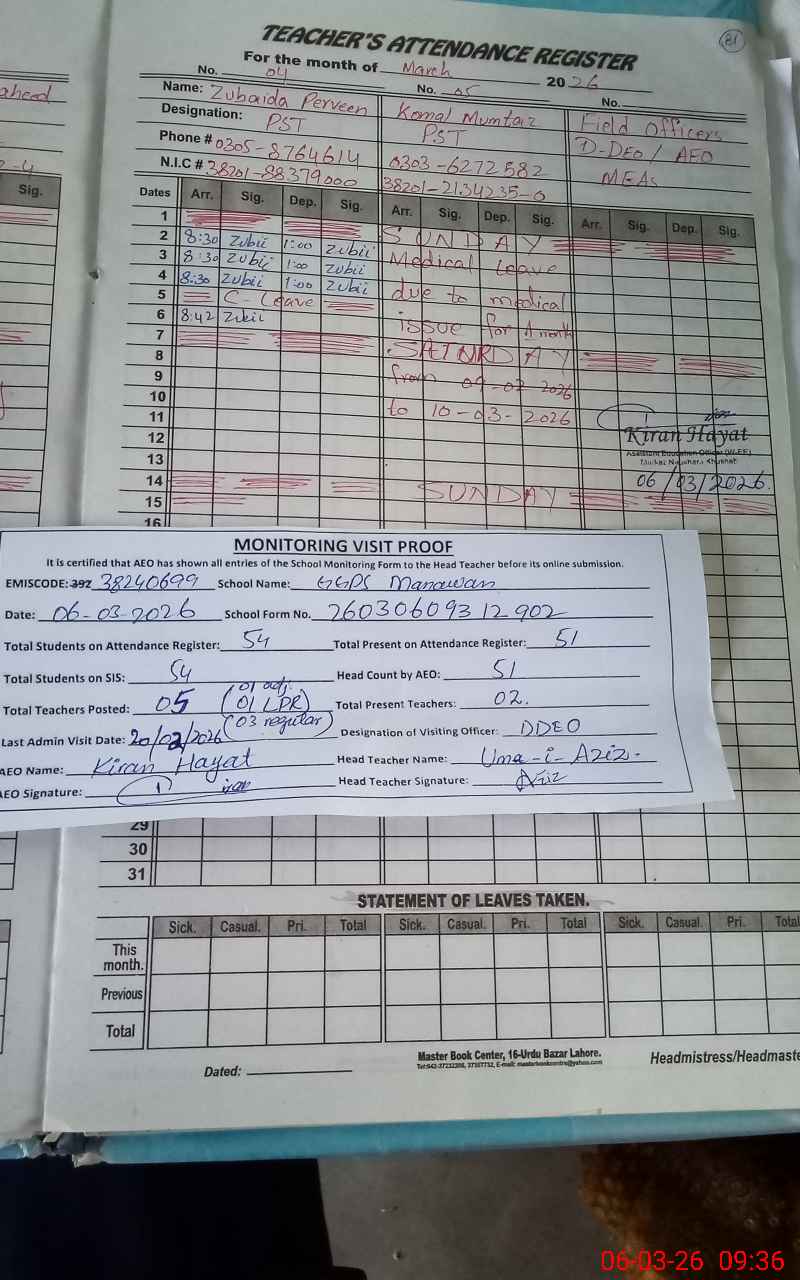 81
TEACHER'S ATTENDANCE REGISTER
For the month of March 2026
No. 04 No. 05 No.
Name: Zubaida Perveen Komal Mumtaz Field Officers
Designation: PST PST D-DEO / AEO
Phone # 0305-8764614 0303-6272582 MEAs
N.I.C # 38201-88379000 38201-2134235-0
Dates Arr. Sig. Dep. Sig. Arr. Sig. Dep. Sig. Arr. Sig. Dep. Sig.
1 SUNDAY
2 8:30 Zubii 1:00 Zubii
3 8:30 Zubii 1:00 Zubii Medical Leave
4 8:30 Zubii 1:00 Zubii due to medical
5 C-Leave
6 8:42 issue for 1 month
7
8 SATURDAY
9 from
10
11 to 10-03-2026
12 Kiran Hayat
13 Assistant Education Officer (W-EE)
14 06/03/2026
15 SUNDAY
16
MONITORING VISIT PROOF
It is certified that AEO has shown all entries of the School Monitoring Form to the Head Teacher before its online submission.
EMISCODE: 392 38240699 School Name: GGPS Manawan
Date: 06-03-2026 School Form No. 26030609312902
Total Students on Attendance Register: 54 Total Present on Attendance Register: 51
Total Students on SIS: 54 Head Count by AEO: 51
Total Teachers Posted: 05 (01 adj. 01 LPR) Total Present Teachers: 02.
(03 regular)
Last Admin Visit Date: 20/02/2026 Designation of Visiting Officer: DDEO
AEO Name: Kiran Hayat Head Teacher Name: Uma-i-Aziz.
AEO Signature: Head Teacher Signature: Aziz
29
30
31
STATEMENT OF LEAVES TAKEN.
Sick. Casual. Pri. Total Sick. Casual. Pri. Total Sick. Casual. Pri. Total
This month.
Previous
Total
Dated:
Master Book Center, 16-Urdu Bazar Lahore.
Headmistress/Headmaste
aheed
Sig.
06-03-26 09:36